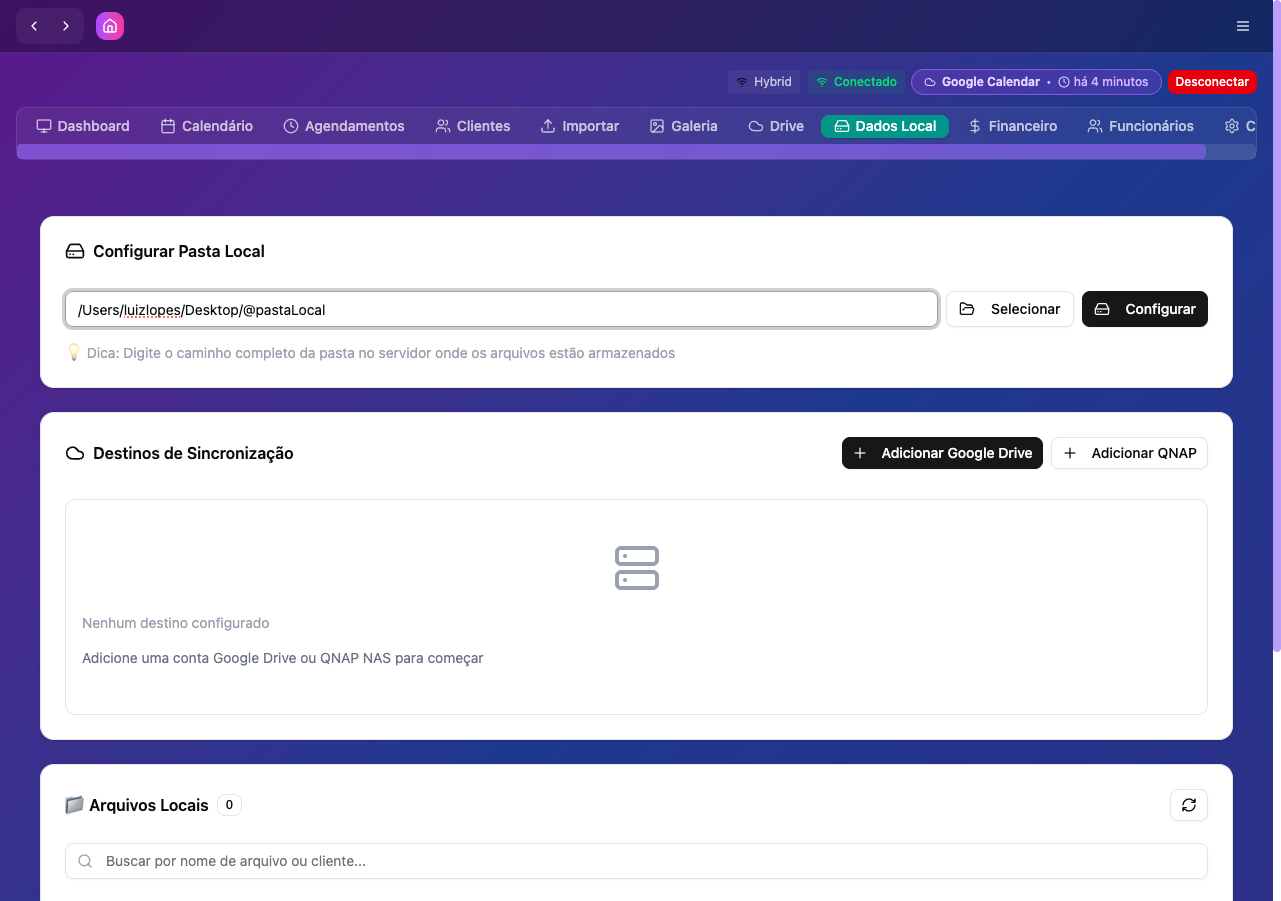 Hybrid
Conectado
Google Calendar • há 4 minutos
Desconectar
Dashboard
Calendário
Agendamentos
Clientes
Importar
Galeria
Drive
Dados Local
Financeiro
Funcionários
C
Configurar Pasta Local
/Users/luizlopes/Desktop/@pastaLocal
Selecionar
Configurar
Dica: Digite o caminho completo da pasta no servidor onde os arquivos estão armazenados
Destinos de Sincronização
Adicionar Google Drive
Adicionar QNAP
Nenhum destino configurado
Adicione uma conta Google Drive ou QNAP NAS para começar
Arquivos Locais
0
Buscar por nome de arquivo ou cliente...